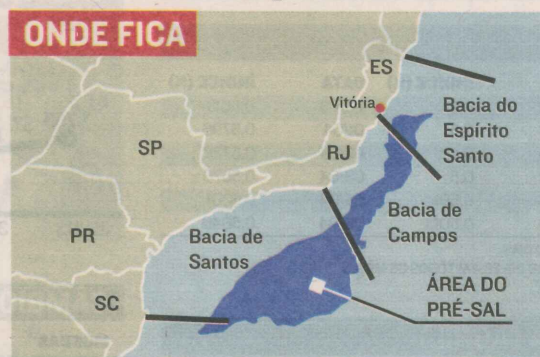 ONDE FICA
ES
Vitória
Bacia do
Espírito
Santo
SP
RJ
Bacia de
Campos
PR
Bacia de
Santos
SC
ÁREA DO
PRÉ-SAL